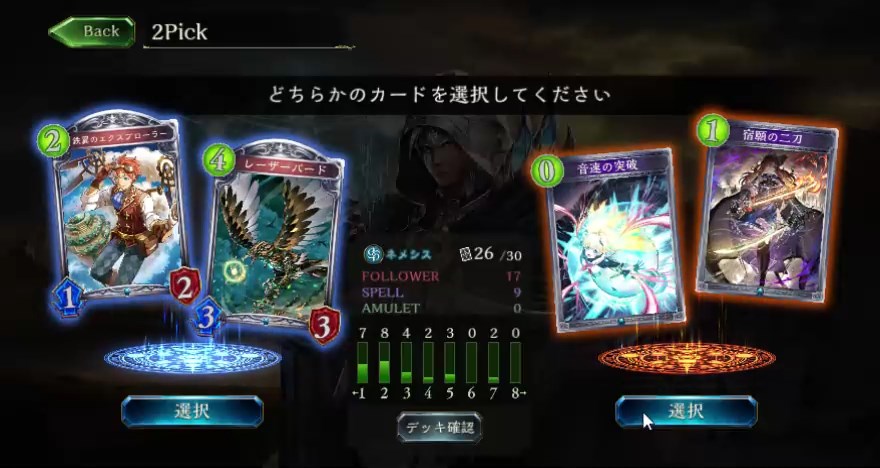 Back
2Pick
どちらかのカードを選択してください
2
鉄翼のエクスプローラー
1
2
4
レーザーバード
3
3
ネメシス
26 /30
FOLLOWER 17
SPELL 9
AMULET 0
7 8 4 2 3 0 2 0
←1 2 3 4 5 6 7 8→
デッキ確認
0
音速の突破
1
宿願の二刀
選択
選択